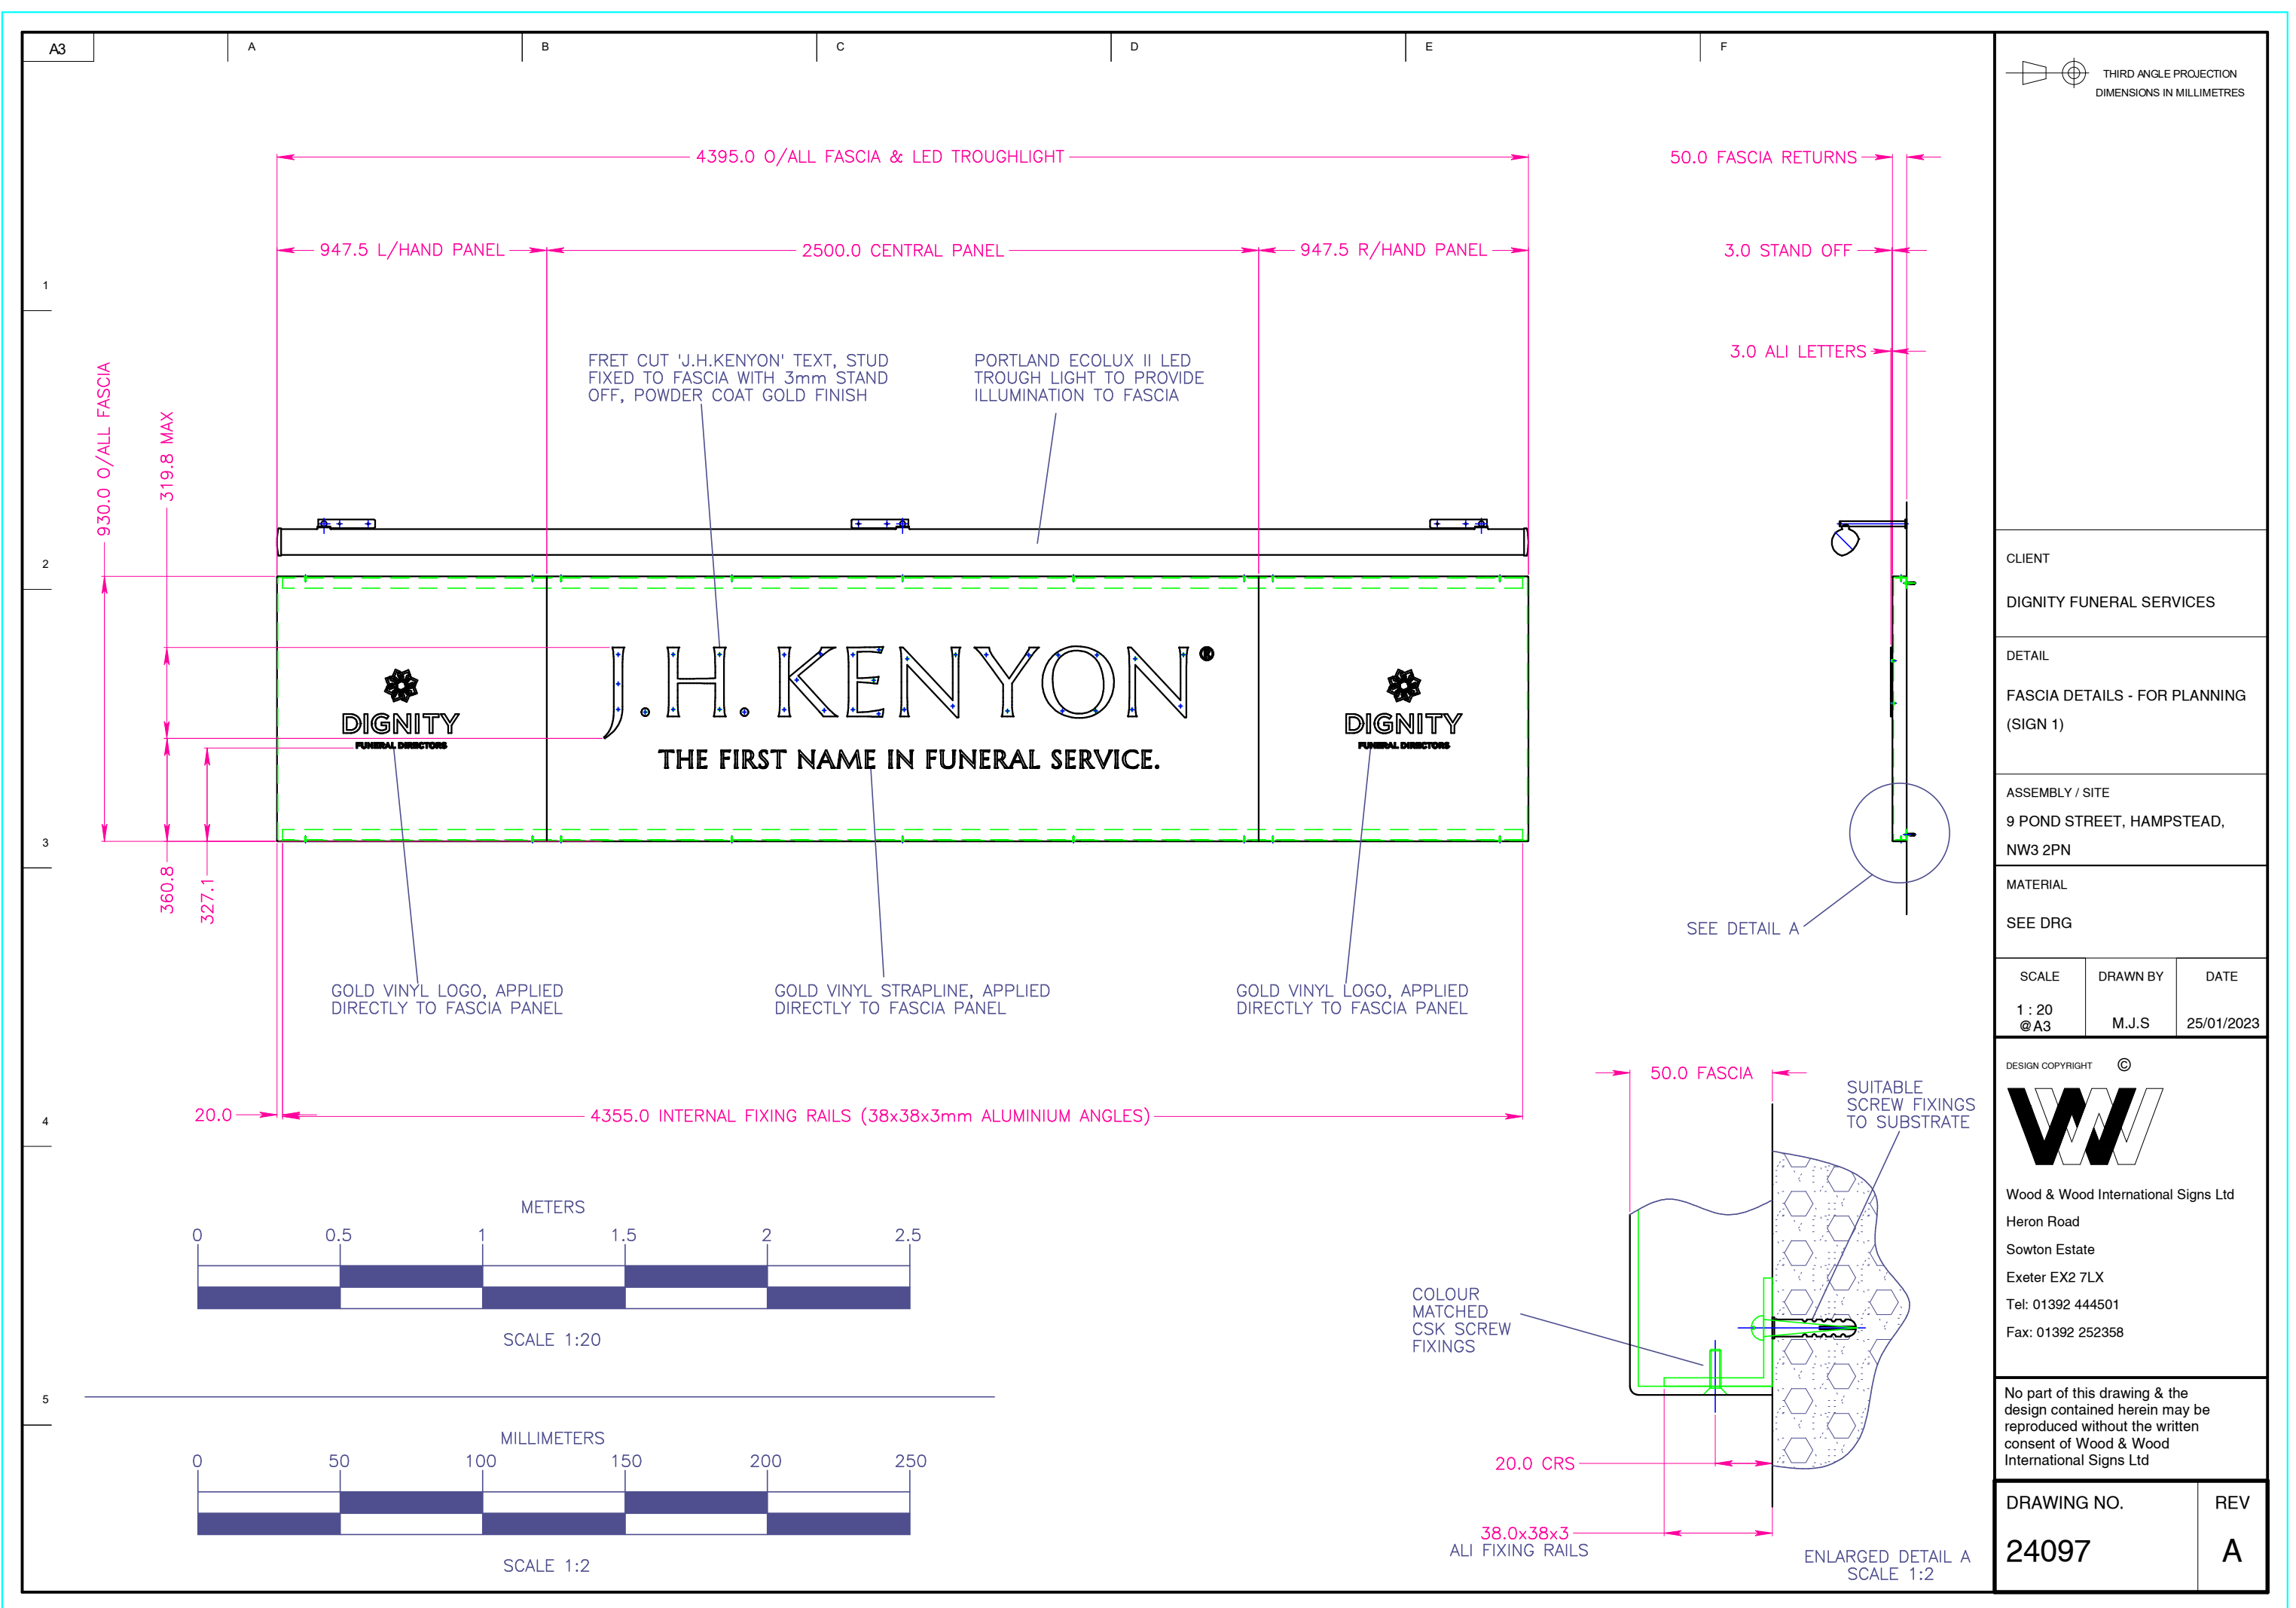 A3
A
B
C
D
E
F
1
2
3
4
5
THIRD ANGLE PROJECTION
DIMENSIONS IN MILLIMETRES
4395.0 O/ALL FASCIA & LED TROUGHLIGHT
50.0 FASCIA RETURNS
947.5 L/HAND PANEL
2500.0 CENTRAL PANEL
947.5 R/HAND PANEL
3.0 STAND OFF
3.0 ALI LETTERS
FRET CUT 'J.H.KENYON' TEXT, STUD
FIXED TO FASCIA WITH 3mm STAND
OFF, POWDER COAT GOLD FINISH
PORTLAND ECOLUX II LED
TROUGH LIGHT TO PROVIDE
ILLUMINATION TO FASCIA
930.0 O/ALL FASCIA
319.8 MAX
360.8
327.1
DIGNITY
FUNERAL DIRECTORS
J.H.KENYON®
THE FIRST NAME IN FUNERAL SERVICE.
DIGNITY
FUNERAL DIRECTORS
SEE DETAIL A
GOLD VINYL LOGO, APPLIED
DIRECTLY TO FASCIA PANEL
GOLD VINYL STRAPLINE, APPLIED
DIRECTLY TO FASCIA PANEL
GOLD VINYL LOGO, APPLIED
DIRECTLY TO FASCIA PANEL
20.0
4355.0 INTERNAL FIXING RAILS (38x38x3mm ALUMINIUM ANGLES)
METERS
0 0.5 1 1.5 2 2.5
SCALE 1:20
MILLIMETERS
0 50 100 150 200 250
SCALE 1:2
50.0 FASCIA
SUITABLE
SCREW FIXINGS
TO SUBSTRATE
COLOUR
MATCHED
CSK SCREW
FIXINGS
20.0 CRS
38.0x38x3
ALI FIXING RAILS
ENLARGED DETAIL A
SCALE 1:2
CLIENT
DIGNITY FUNERAL SERVICES
DETAIL
FASCIA DETAILS - FOR PLANNING
(SIGN 1)
ASSEMBLY / SITE
9 POND STREET, HAMPSTEAD,
NW3 2PN
MATERIAL
SEE DRG
SCALE
1 : 20
@A3
DRAWN BY
M.J.S
DATE
25/01/2023
DESIGN COPYRIGHT ©
Wood & Wood International Signs Ltd
Heron Road
Sowton Estate
Exeter EX2 7LX
Tel: 01392 444501
Fax: 01392 252358
No part of this drawing & the
design contained herein may be
reproduced without the written
consent of Wood & Wood
International Signs Ltd
DRAWING NO.
24097
REV
A